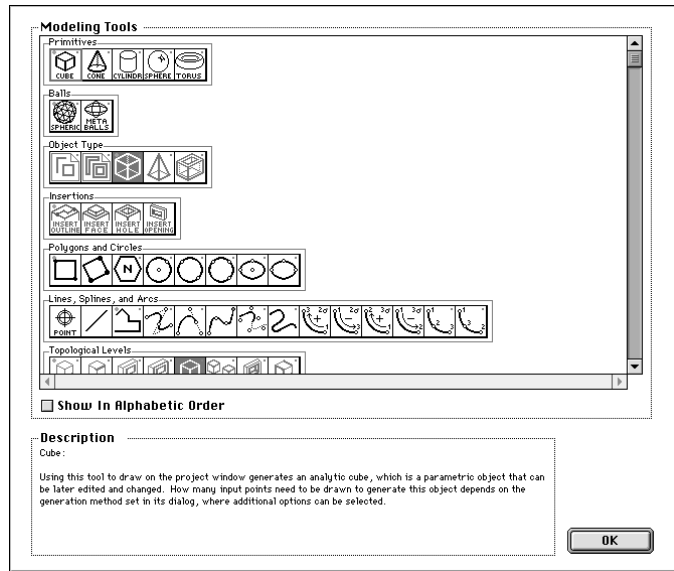 Modeling Tools
Primitives
CUBE CONE CYLINDR SPHERE TORUS
Balls
SPHERIC META BALLS
Object Type
Insertions
INSERT OUTLINE INSERT FACE INSERT HOLE INSERT OPENING
Polygons and Circles
N
Lines, Splines, and Arcs
POINT
Topological Levels
Show In Alphabetic Order
Description
Cube:
Using this tool to draw on the project window generates an analytic cube, which is a parametric object that can
be later edited and changed. How many input points need to be drawn to generate this object depends on the
generation method set in its dialog, where additional options can be selected.
OK